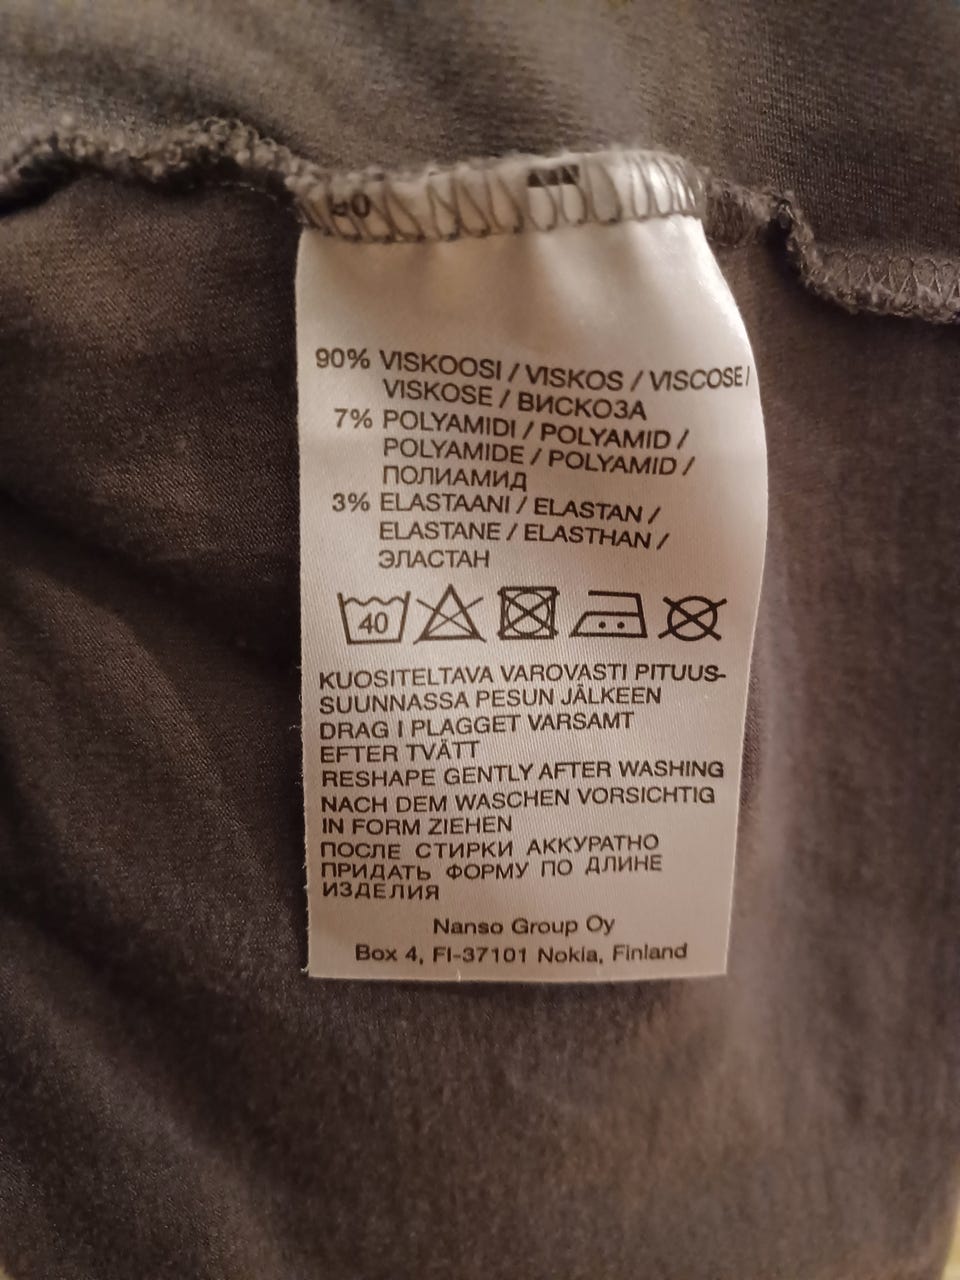 90% VISKOOSI / VISKOS / VISCOSE /
VISKOSE / ВИСКОЗА
7% POLYAMIDI / POLYAMID /
POLYAMIDE / POLYAMID /
ПОЛИАМИД
3% ELASTAANI / ELASTAN /
ELASTANE / ELASTHAN /
ЭЛАСТАН
40
KUOSITELTAVA VAROVASTI PITUUS-
SUUNNASSA PESUN JÄLKEEN
DRAG I PLAGGET VARSAMT
EFTER TVÄTT
RESHAPE GENTLY AFTER WASHING
NACH DEM WASCHEN VORSICHTIG
IN FORM ZIEHEN
ПОСЛЕ СТИРКИ АККУРАТНО
ПРИДАТЬ ФОРМУ ПО ДЛИНЕ
ИЗДЕЛИЯ
Nanso Group Oy
Box 4, FI-37101 Nokia, Finland